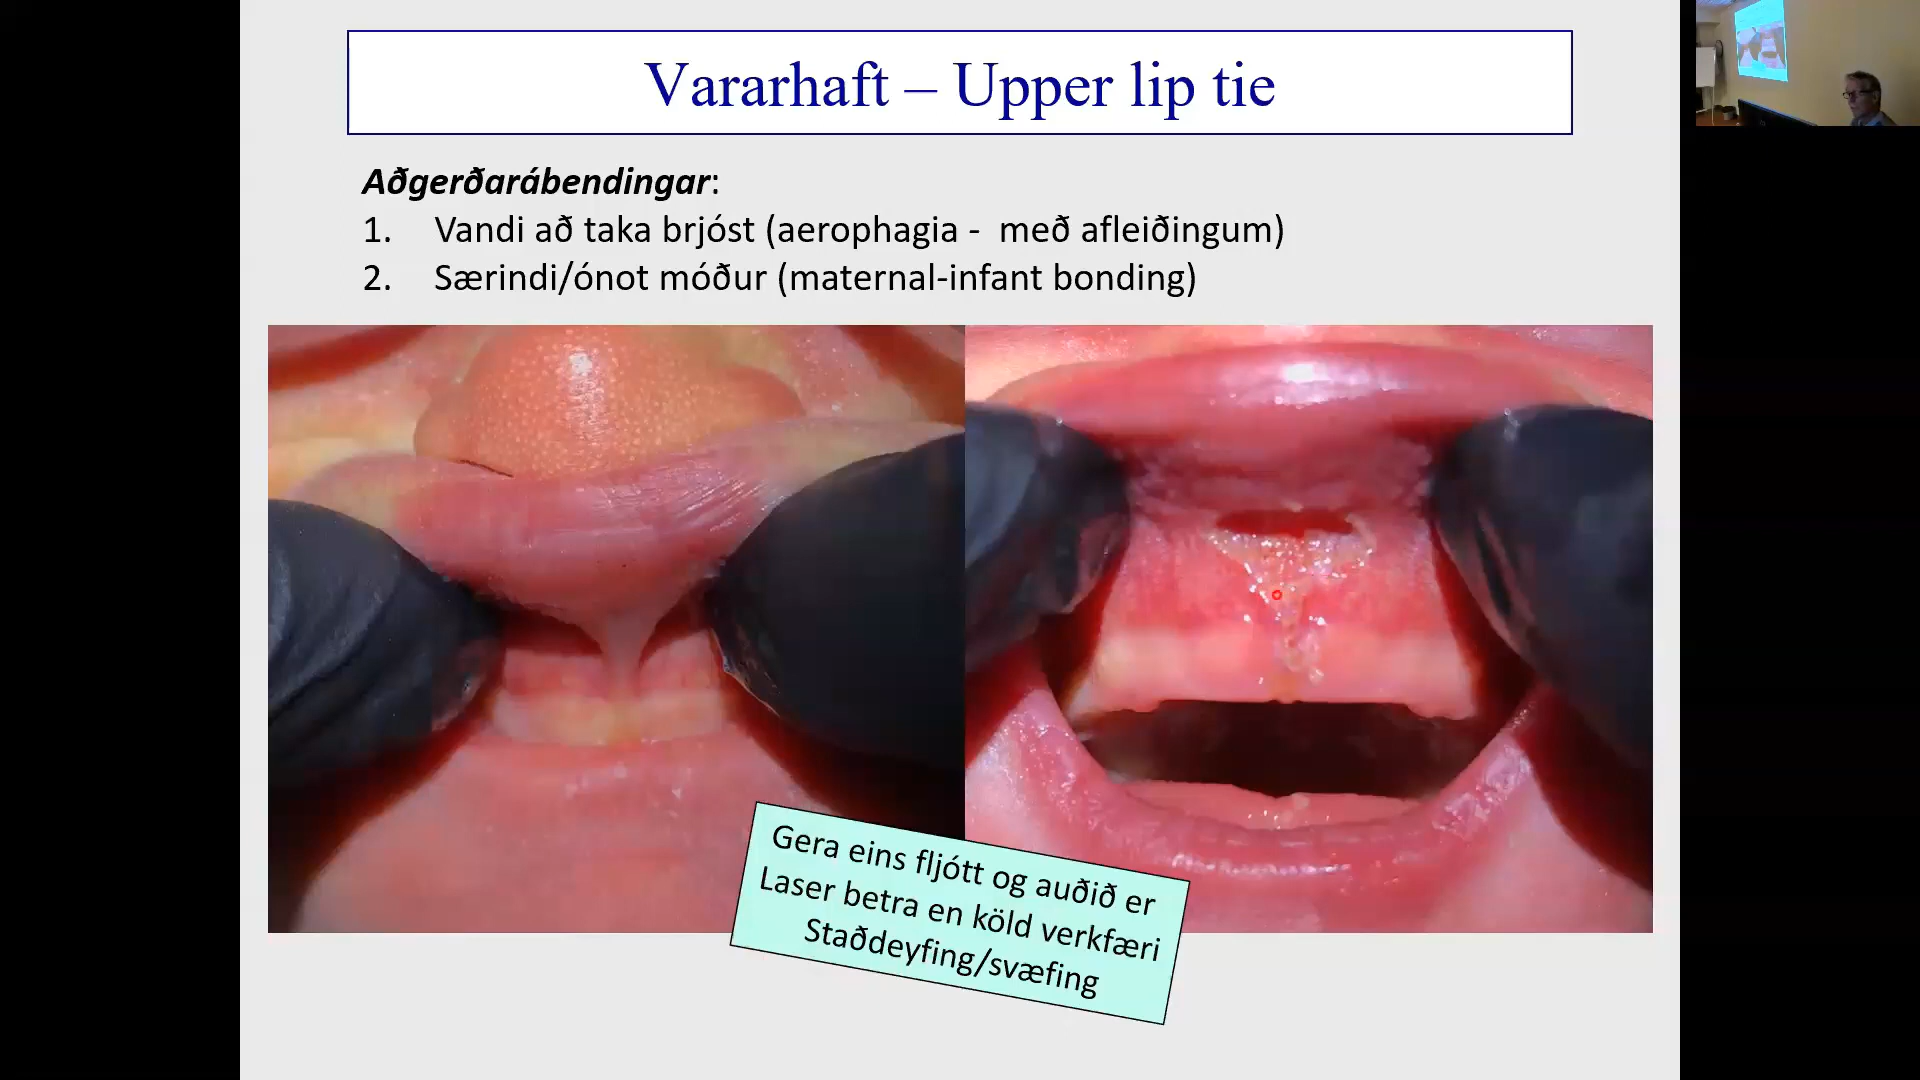 Vararhaft – Upper lip tie
Aðgerðarábendingar:
1. Vandi að taka brjóst (aerophagia - með afleiðingum)
2. Særindi/ónot móður (maternal-infant bonding)
Gera eins fljótt og auðið er
Laser betra en köld verkfæri
Staðdeyfing/svæfing